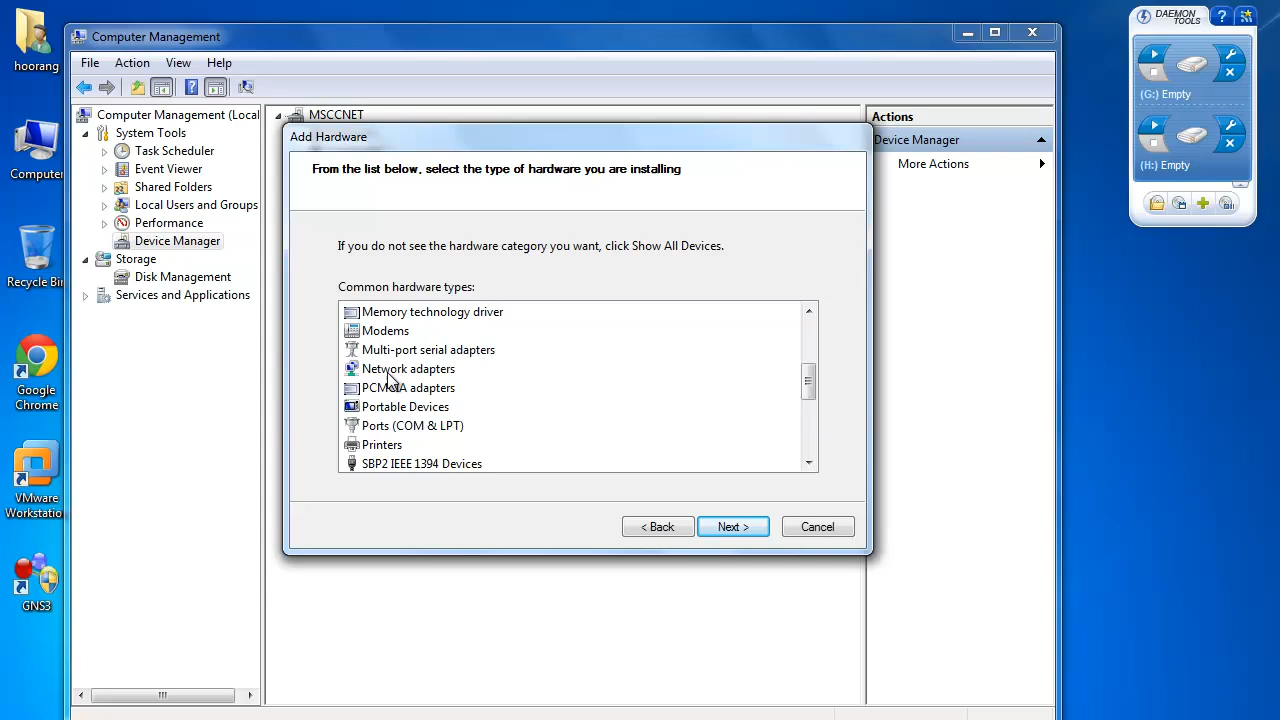 hoorang
Computer
Recycle Bin
Google
Chrome
VMware
Workstation
GNS3
Computer Management
File Action View Help
Computer Management (Local
System Tools
Task Scheduler
Event Viewer
Shared Folders
Local Users and Groups
Performance
Device Manager
Storage
Disk Management
Services and Applications
MSCCNET
Add Hardware
From the list below, select the type of hardware you are installing
If you do not see the hardware category you want, click Show All Devices.
Common hardware types:
Memory technology driver
Modems
Multi-port serial adapters
Network adapters
PCMCIA adapters
Portable Devices
Ports (COM & LPT)
Printers
SBP2 IEEE 1394 Devices
< Back Next > Cancel
Actions
Device Manager
More Actions
DAEMON
TOOLS
(G:) Empty
(H:) Empty